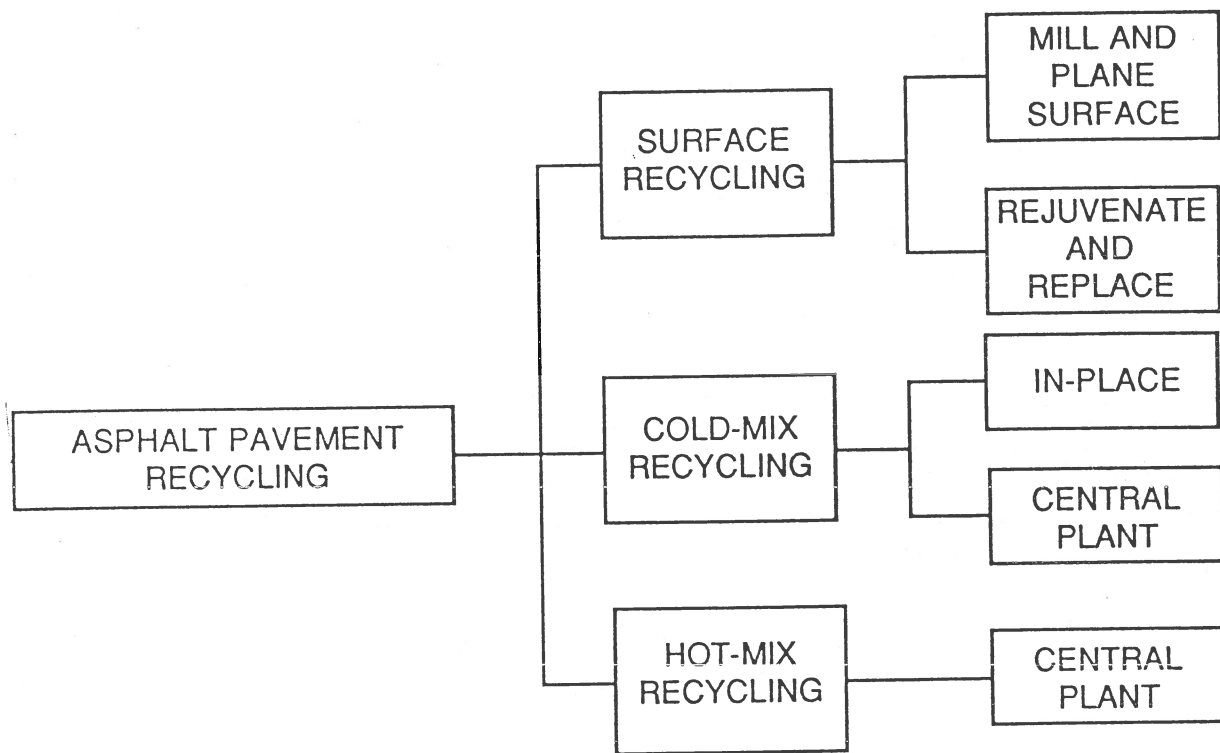 ASPHALT PAVEMENT
RECYCLING
SURFACE
RECYCLING
MILL AND
PLANE
SURFACE
REJUVENATE
AND
REPLACE
COLD-MIX
RECYCLING
IN-PLACE
CENTRAL
PLANT
HOT-MIX
RECYCLING
CENTRAL
PLANT